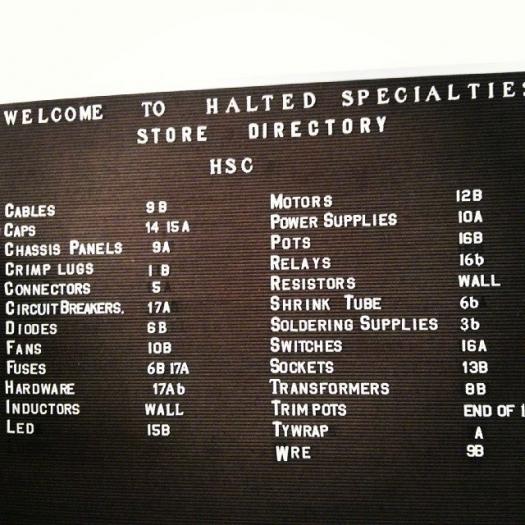 WELCOME TO HALTED SPECIALTIES
STORE DIRECTORY
HSC
CABLES 9B
CAPS 14 15A
CHASSIS PANELS 9A
CRIMP LUGS 1 B
CONNECTORS 5
CIRCUIT BREAKERS. 17A
DIODES 6B
FANS 10B
FUSES 6B 17A
HARDWARE 17Ab
INDUCTORS WALL
LED 15B
MOTORS 12B
POWER SUPPLIES 10A
POTS 16B
RELAYS 16b
RESISTORS WALL
SHRINK TUBE 6b
SOLDERING SUPPLIES 3b
SWITCHES 16A
SOCKETS 13B
TRANSFORMERS 8B
TRIM POTS END OF
TYWRAP A
WRE 9B